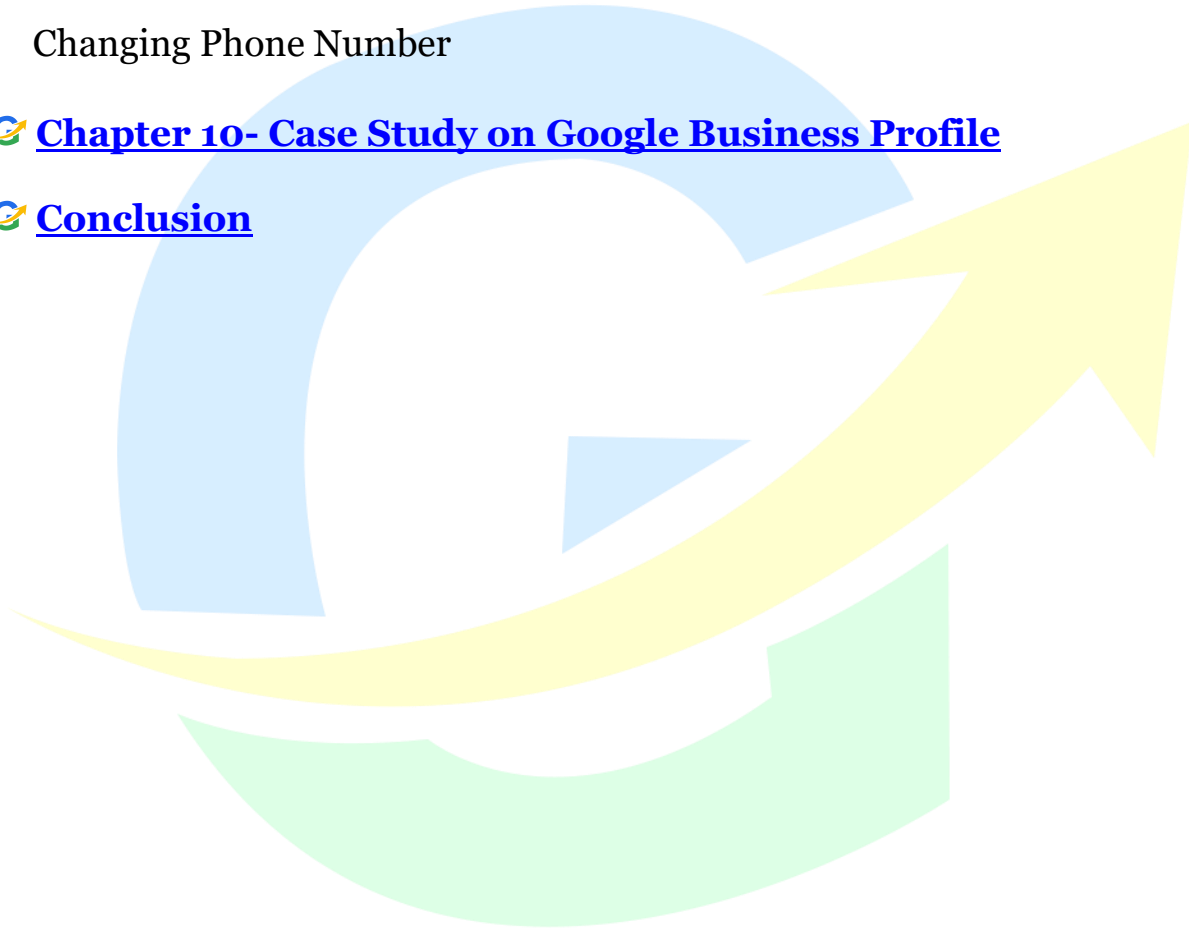 Changing Phone Number
Chapter 10- Case Study on Google Business Profile
Conclusion